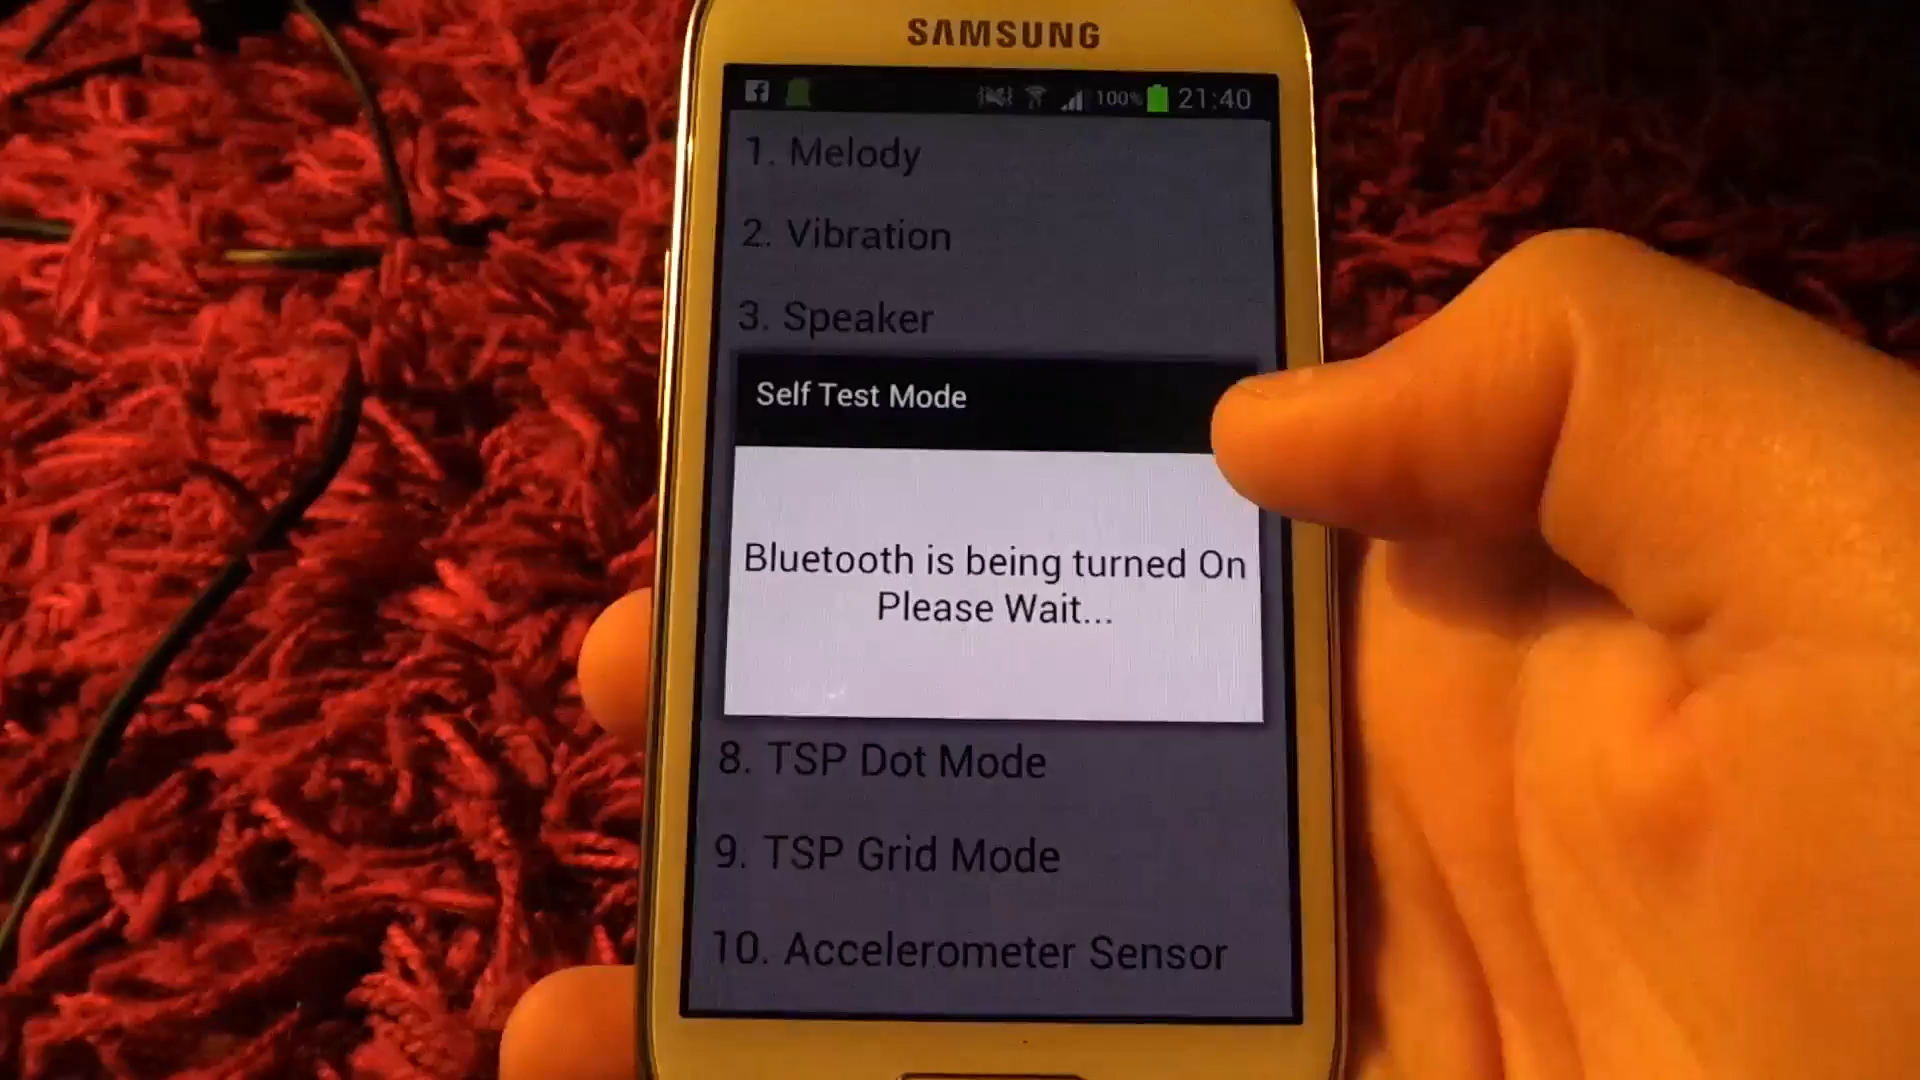 SAMSUNG
100% 21:40
1. Melody
2. Vibration
3. Speaker
Self Test Mode
Bluetooth is being turned On
Please Wait...
8. TSP Dot Mode
9. TSP Grid Mode
10. Accelerometer Sensor